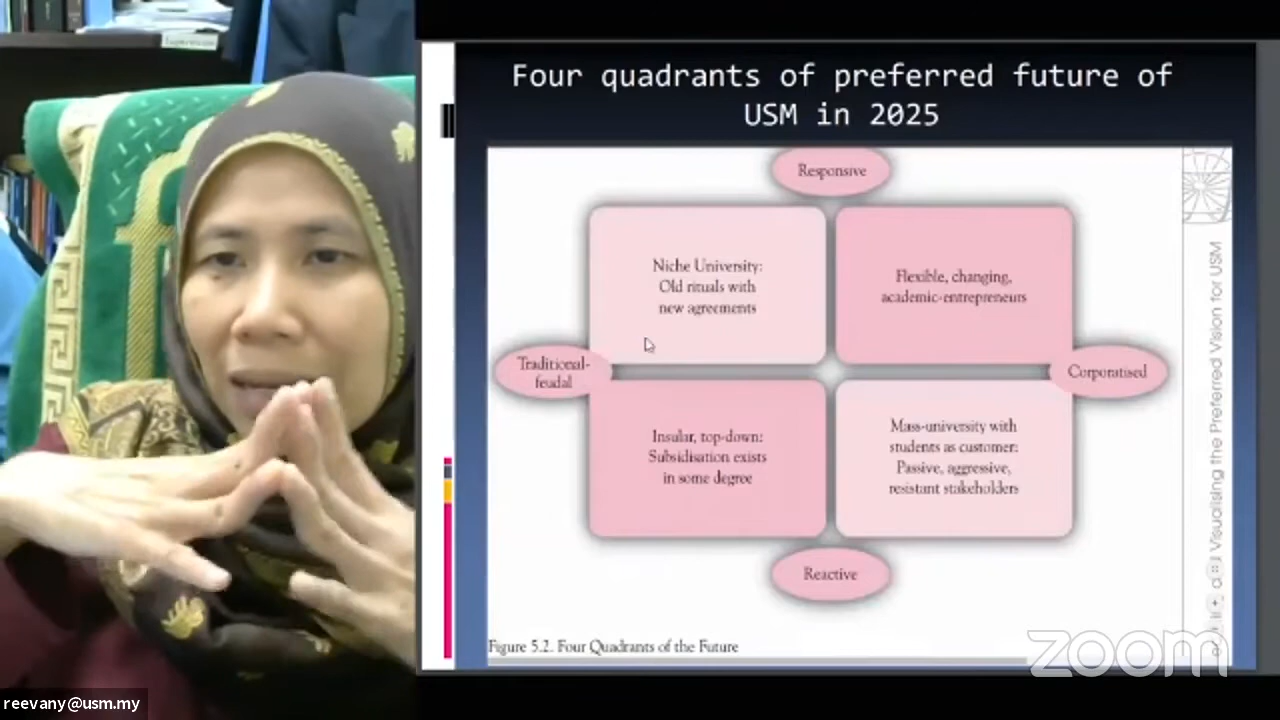 Four quadrants of preferred future of
USM in 2025
Responsive
Niche University:
Old rituals with
new agreements
Flexible, changing,
academic-entrepreneurs
Traditional-
feudal
Corporatised
Insular, top-down:
Subsidisation exists
in some degree
Mass-university with
students as customer:
Passive, aggressive,
resistant stakeholders
Reactive
Figure 5.2. Four Quadrants of the Future
Visualising the Preferred Vision for USM
zoom
reevany@usm.my